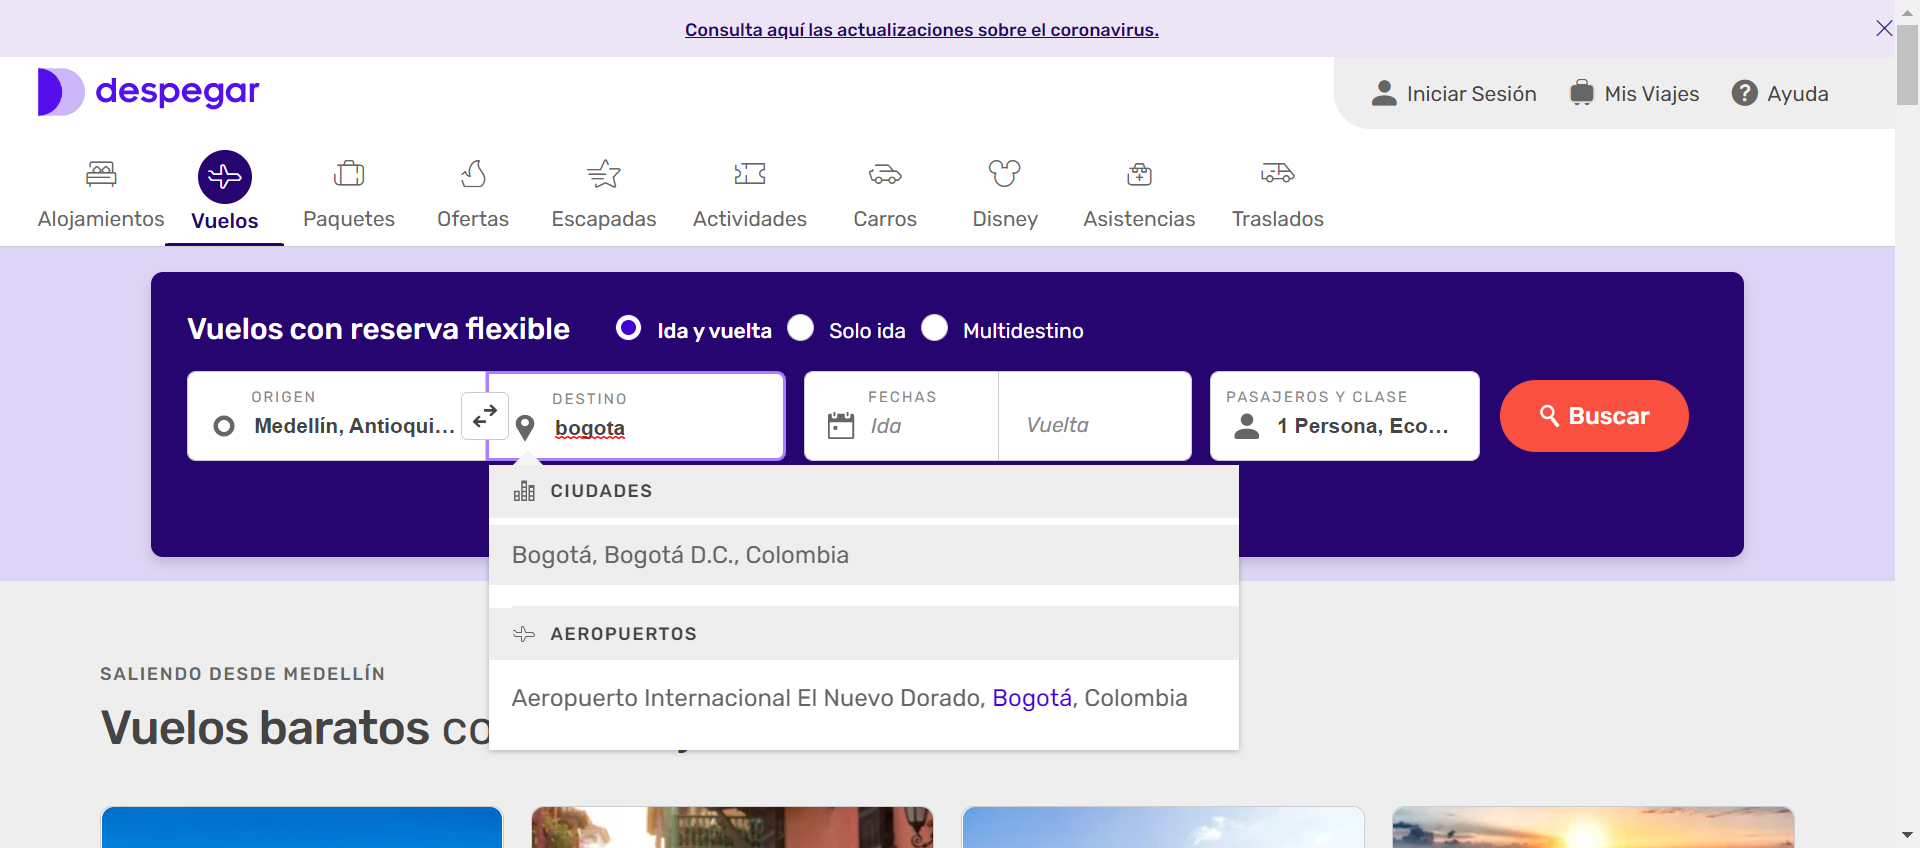 Consulta aquí las actualizaciones sobre el coronavirus.
despegar
Iniciar Sesión
Mis Viajes
? Ayuda
Alojamientos
Vuelos
Paquetes
Ofertas
Escapadas
Actividades
Carros
Disney
Asistencias
Traslados
Vuelos con reserva flexible
Ida y vuelta
Solo ida
Multidestino
ORIGEN
Medellín, Antioqui...
DESTINO
bogota
FECHAS
Ida
Vuelta
PASAJEROS Y CLASE
1 Persona, Eco...
Buscar
CIUDADES
Bogotá, Bogotá D.C., Colombia
AEROPUERTOS
Aeropuerto Internacional El Nuevo Dorado, Bogotá, Colombia
SALIENDO DESDE MEDELLÍN
Vuelos baratos